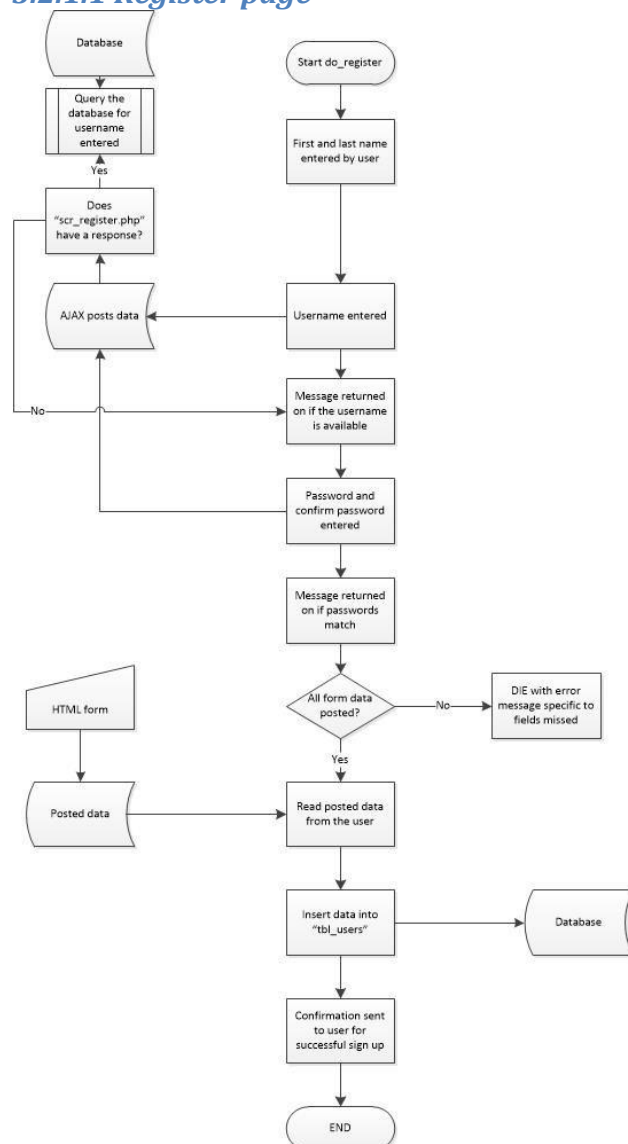 3.2.1.1 Register page
Database
Start do_register
Query the
database for
username
entered
First and last name
entered by user
Yes
Does
“scr_register.php”
have a response?
AJAX posts data
Username entered
No
Message returned
on if the username
is available
Password and
confirm password
entered
Message returned
on if passwords
match
HTML form
All form data
posted?
No
DIE with error
message specific to
fields missed
Yes
Posted data
Read posted data
from the user
Insert data into
“tbl_users”
Database
Confirmation sent
to user for
successful sign up
END